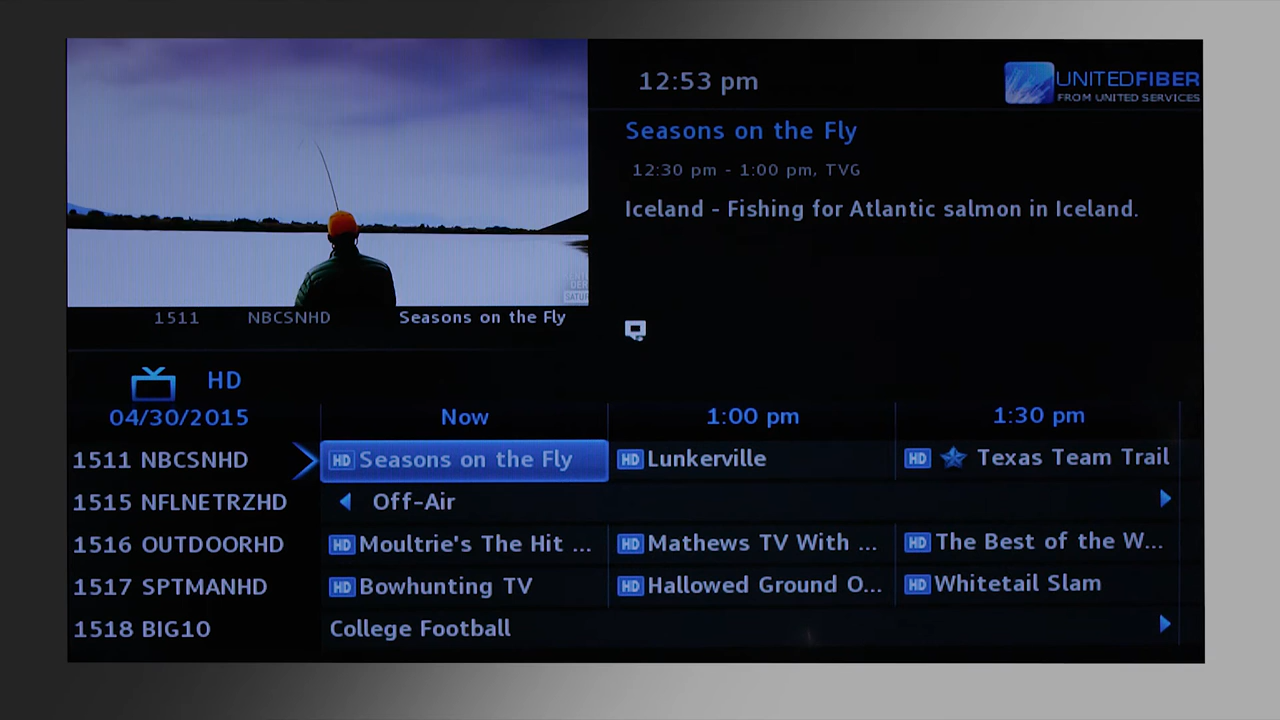 12:53 pm
UNITEDFIBER
FROM UNITED SERVICES
Seasons on the Fly
12:30 pm - 1:00 pm, TVG
Iceland - Fishing for Atlantic salmon in Iceland.
SATUR
1511 NBCSNHD Seasons on the Fly
HD
04/30/2015 Now 1:00 pm 1:30 pm
1511 NBCSNHD HD Seasons on the Fly HD Lunkerville HD Texas Team Trail
1515 NFLNETRZHD Off-Air
1516 OUTDOORHD HD Moultrie's The Hit ... HD Mathews TV With ... HD The Best of the W...
1517 SPTMANHD HD Bowhunting TV HD Hallowed Ground O... HD Whitetail Slam
1518 BIG10 College Football